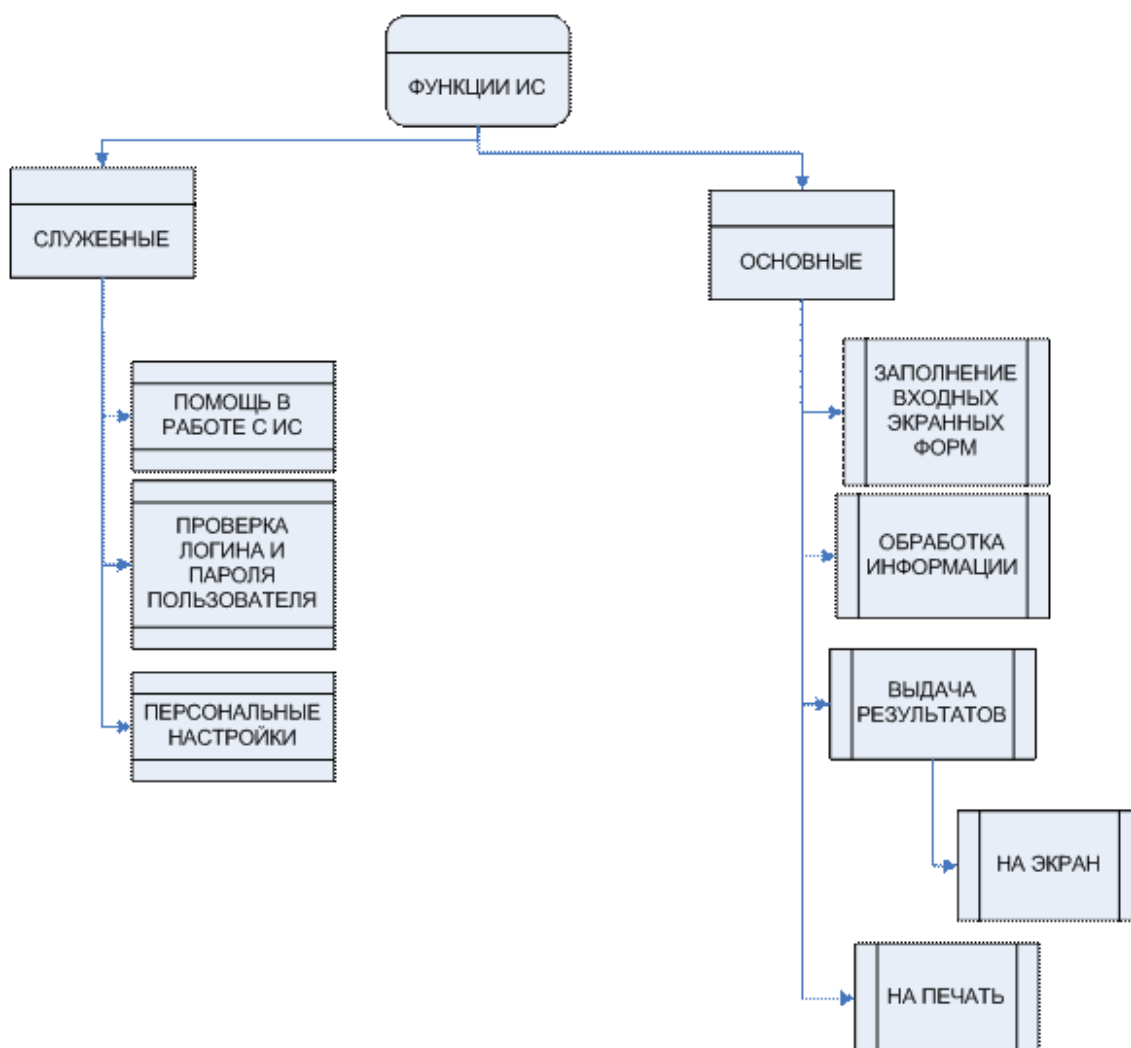 ФУНКЦИИ ИС
СЛУЖЕБНЫЕ
ПОМОЩЬ В
РАБОТЕ С ИС
ПРОВЕРКА
ЛОГИНА И
ПАРОЛЯ
ПОЛЬЗОВАТЕЛЯ
ПЕРСОНАЛЬНЫЕ
НАСТРОЙКИ
ОСНОВНЫЕ
ЗАПОЛНЕНИЕ
ВХОДНЫХ
ЭКРАННЫХ
ФОРМ
ОБРАБОТКА
ИНФОРМАЦИИ
ВЫДАЧА
РЕЗУЛЬТАТОВ
НА ЭКРАН
НА ПЕЧАТЬ